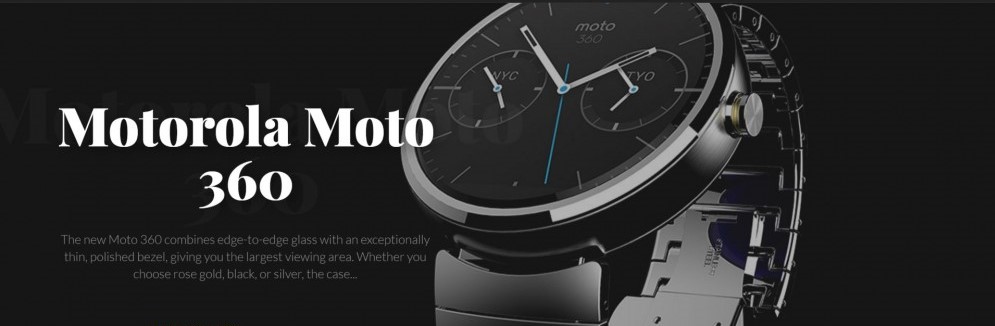 moto
360
NYC
TYO
Motorola Moto
360
The new Moto 360 combines edge-to-edge glass with an exceptionally
thin, polished bezel, giving you the largest viewing area. Whether you
choose rose gold, black, or silver, the case...